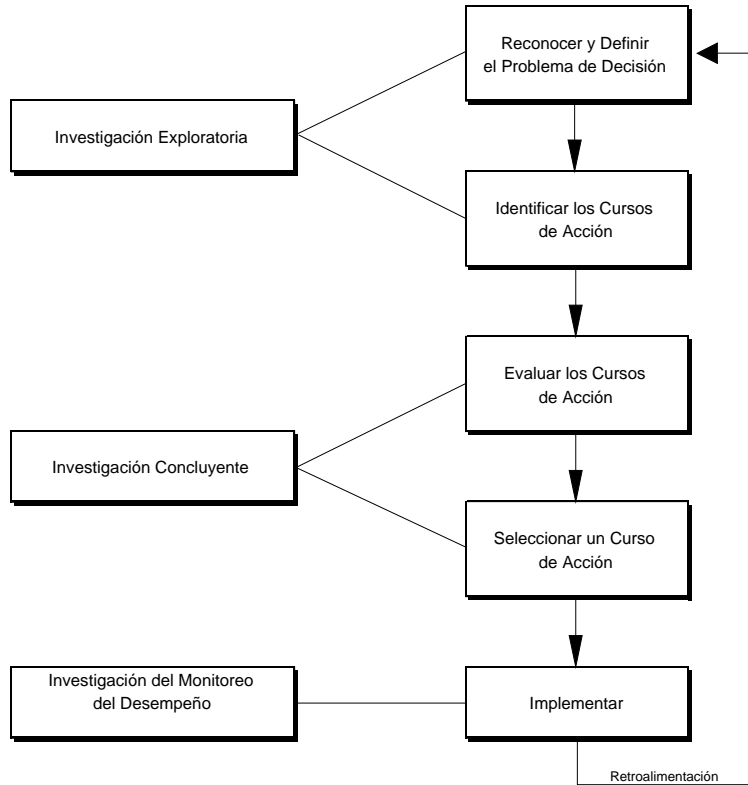 Reconocer y Definir
el Problema de Decisión
Investigación Exploratoria
Identificar los Cursos
de Acción
Evaluar los Cursos
de Acción
Investigación Concluyente
Seleccionar un Curso
de Acción
Investigación del Monitoreo
del Desempeño
Implementar
Retroalimentación